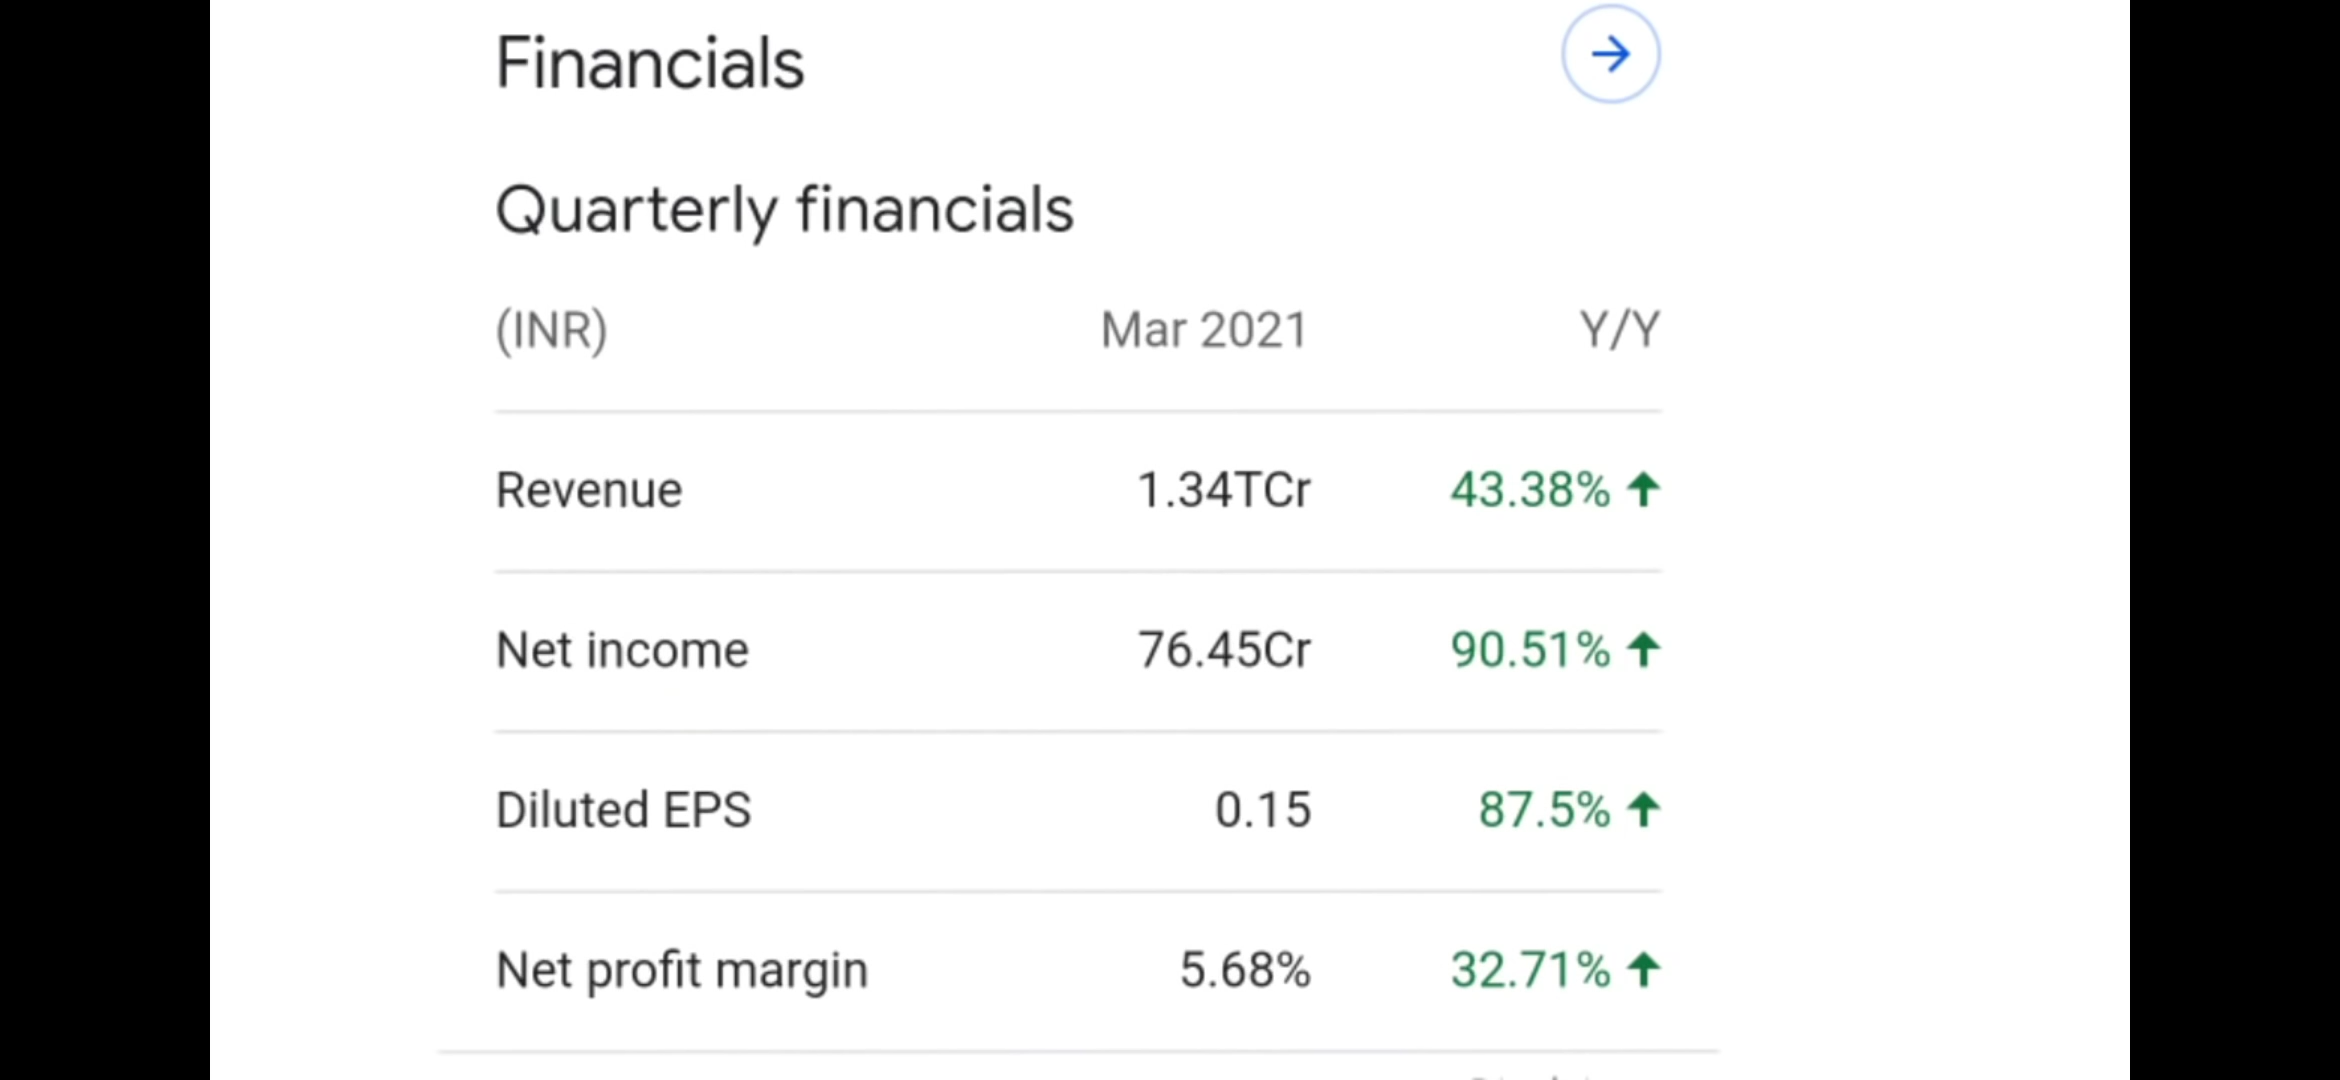 Financials
Quarterly financials
(INR) Mar 2021 Y/Y
Revenue 1.34TCr 43.38%
Net income 76.45Cr 90.51%
Diluted EPS 0.15 87.5%
Net profit margin 5.68% 32.71%